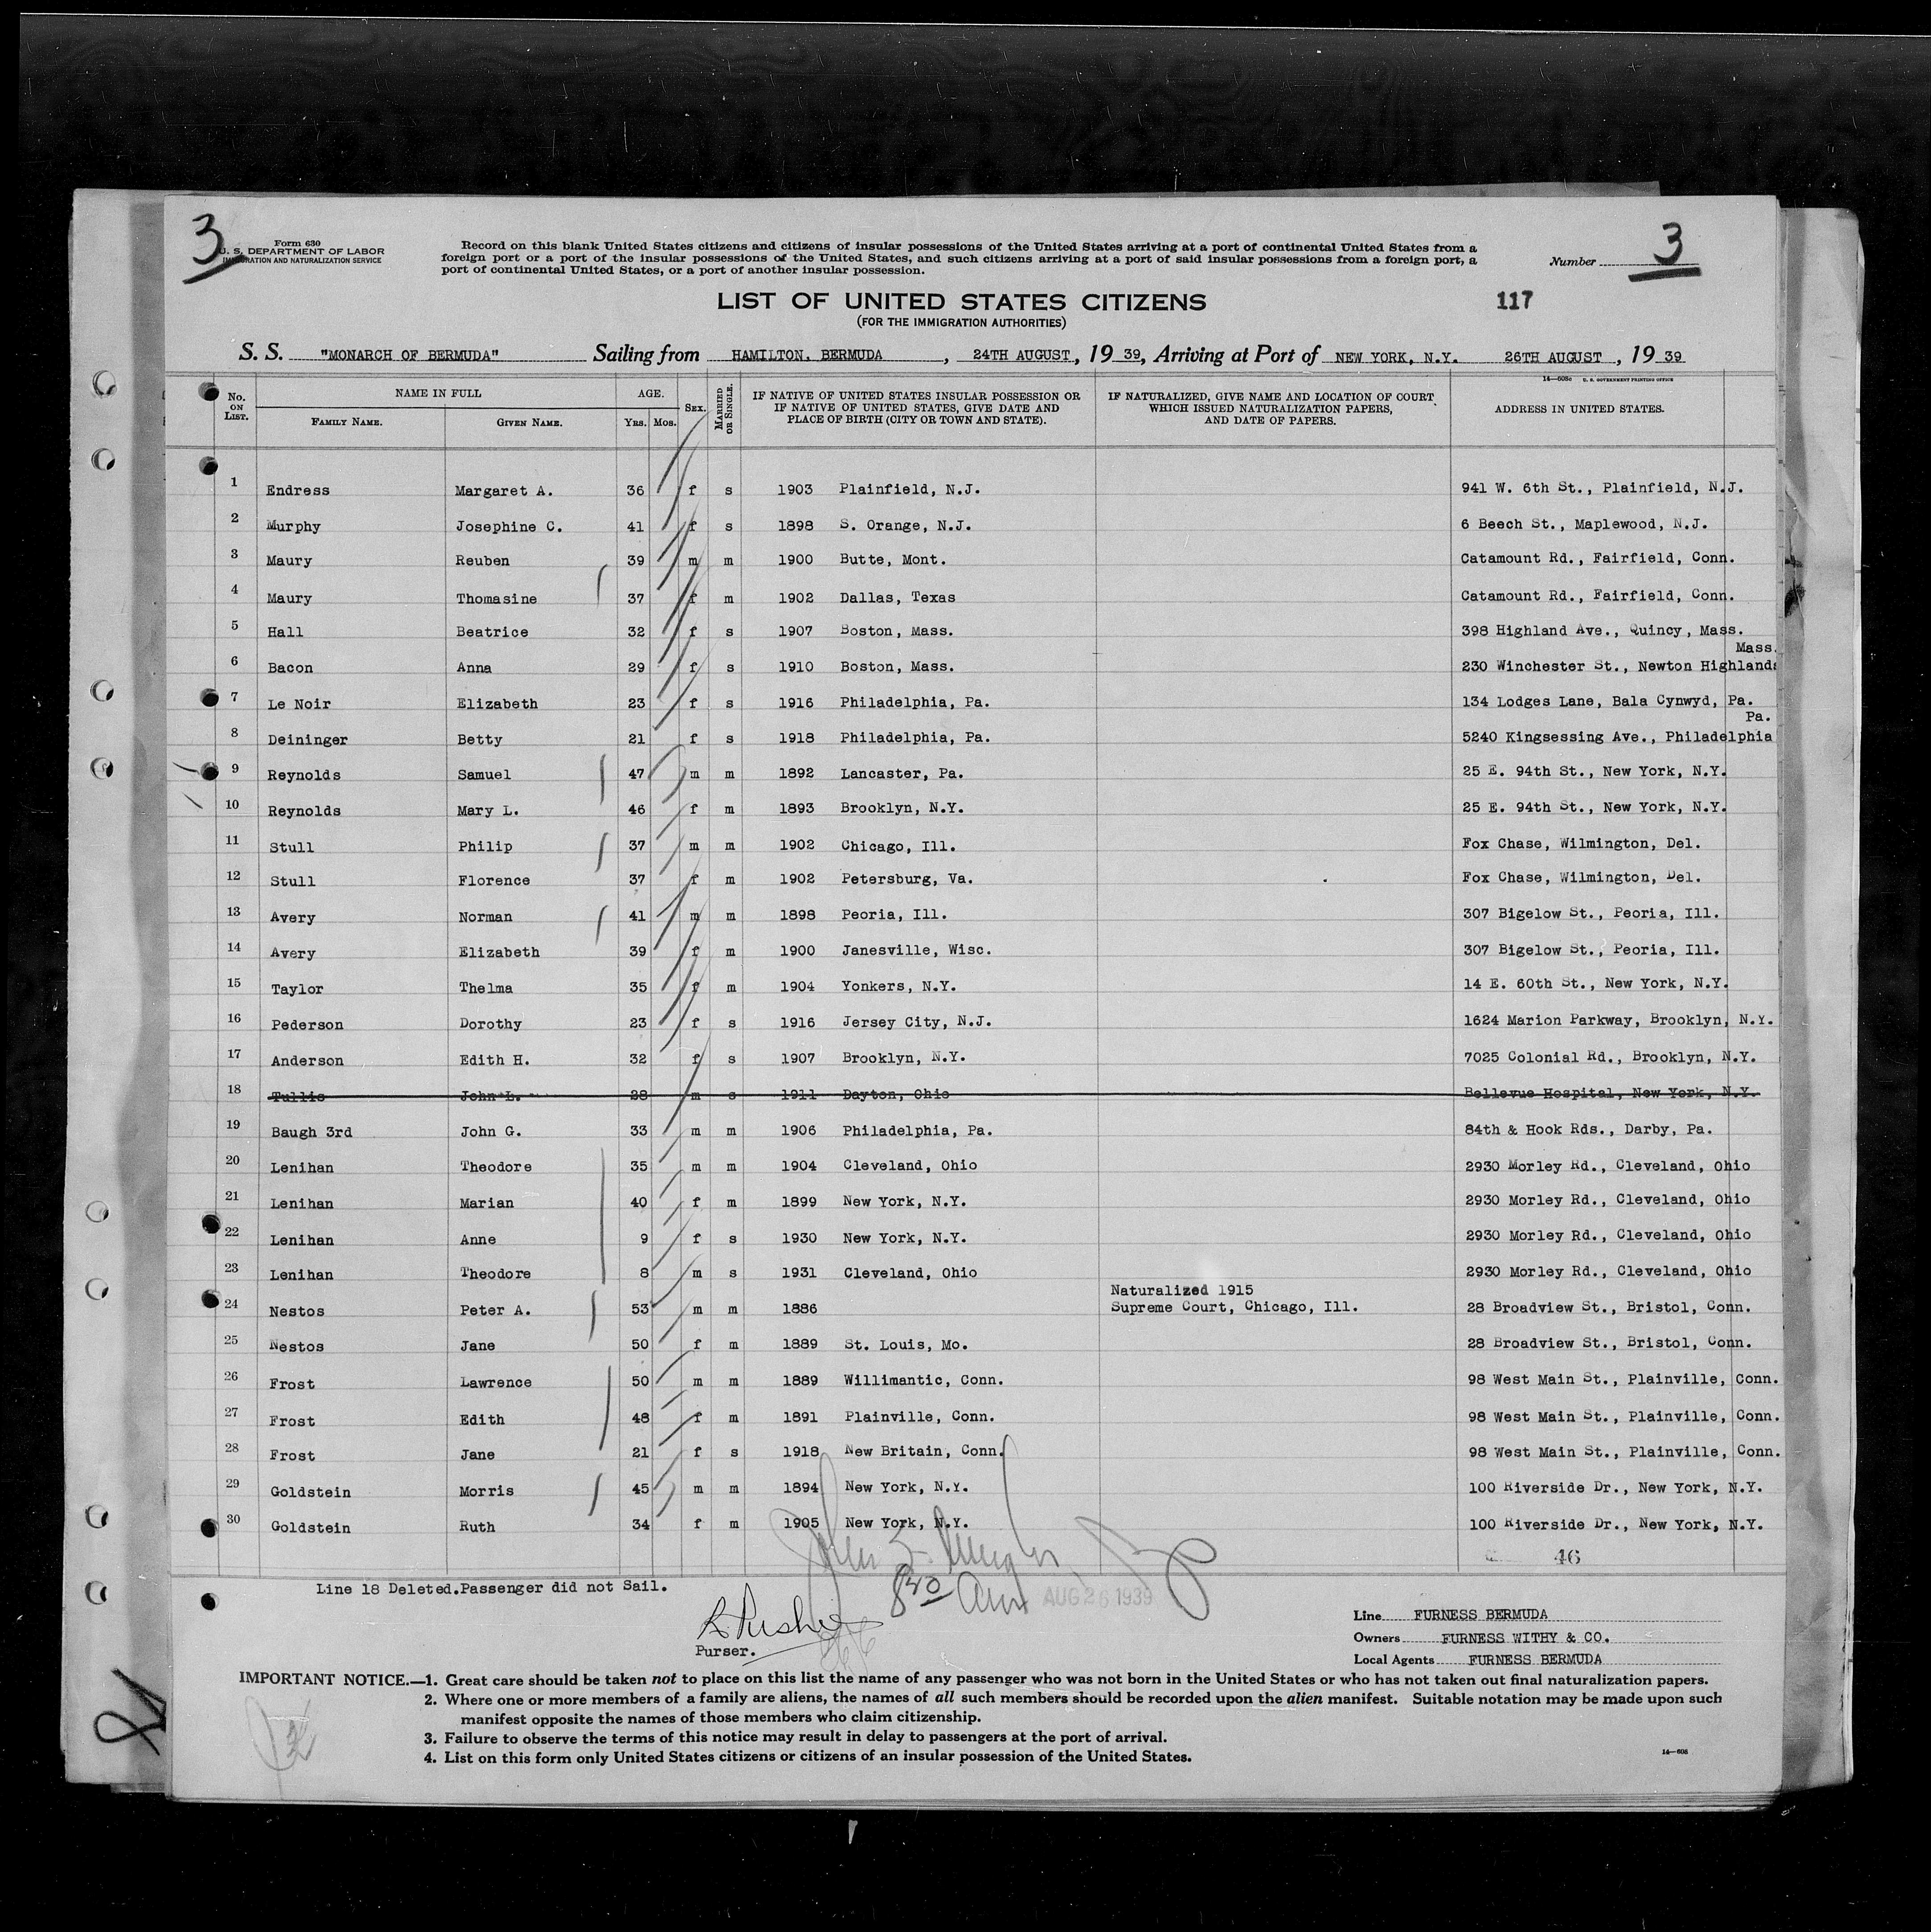 3
Form 630
U. S. DEPARTMENT OF LABOR
IMMIGRATION AND NATURALIZATION SERVICE
Record on this blank United States citizens and citizens of insular possessions of the United States arriving at a port of continental United States from a
foreign port or a port of the insular possessions of the United States, and such citizens arriving at a port of said insular possessions from a foreign port, a
port of continental United States, or a port of another insular possession.
Number 3
LIST OF UNITED STATES CITIZENS
117
(FOR THE IMMIGRATION AUTHORITIES)
S. S. "MONARCH OF BERMUDA" Sailing from HAMILTON, BERMUDA, 24TH AUGUST, 19 39, Arriving at Port of NEW YORK, N.Y. 26TH AUGUST, 19 39
14—608c U. S. GOVERNMENT PRINTING OFFICE
No. ON LIST. NAME IN FULL FAMILY NAME. GIVEN NAME. AGE. YRS. MOS. SEX. MARRIED OR SINGLE. IF NATIVE OF UNITED STATES INSULAR POSSESSION OR IF NATIVE OF UNITED STATES, GIVE DATE AND PLACE OF BIRTH (CITY OR TOWN AND STATE). IF NATURALIZED, GIVE NAME AND LOCATION OF COURT WHICH ISSUED NATURALIZATION PAPERS, AND DATE OF PAPERS. ADDRESS IN UNITED STATES.
1 Endress Margaret A. 36 f s 1903 Plainfield, N.J. 941 W. 6th St., Plainfield, N.J.
2 Murphy Josephine C. 41 f s 1898 S. Orange, N.J. 6 Beech St., Maplewood, N.J.
3 Maury Reuben 39 m m 1900 Butte, Mont. Catamount Rd., Fairfield, Conn.
4 Maury Thomasine 37 f m 1902 Dallas, Texas Catamount Rd., Fairfield, Conn.
5 Hall Beatrice 32 f s 1907 Boston, Mass. 398 Highland Ave., Quincy, Mass.
Mass.
6 Bacon Anna 29 f s 1910 Boston, Mass. 230 Winchester St., Newton Highlands
7 Le Noir Elizabeth 23 f s 1916 Philadelphia, Pa. 134 Lodges Lane, Bala Cynwyd, Pa.
Pa.
8 Deininger Betty 21 f s 1918 Philadelphia, Pa. 5240 Kingsessing Ave., Philadelphia
9 Reynolds Samuel 47 m m 1892 Lancaster, Pa. 25 E. 94th St., New York, N.Y.
10 Reynolds Mary L. 46 f m 1893 Brooklyn, N.Y. 25 E. 94th St., New York, N.Y.
11 Stull Philip 37 m m 1902 Chicago, Ill. Fox Chase, Wilmington, Del.
12 Stull Florence 37 f m 1902 Petersburg, Va. Fox Chase, Wilmington, Del.
13 Avery Norman 41 m m 1898 Peoria, Ill. 307 Bigelow St., Peoria, Ill.
14 Avery Elizabeth 39 f m 1900 Janesville, Wisc. 307 Bigelow St., Peoria, Ill.
15 Taylor Thelma 35 f m 1904 Yonkers, N.Y. 14 E. 60th St., New York, N.Y.
16 Pederson Dorothy 23 f s 1916 Jersey City, N.J. 1624 Marion Parkway, Brooklyn, N.Y.
17 Anderson Edith H. 32 f s 1907 Brooklyn, N.Y. 7025 Colonial Rd., Brooklyn, N.Y.
18 Tullis John L. 28 m s 1911 Dayton, Ohio Bellevue Hospital, New York, N.Y.
19 Baugh 3rd John G. 33 m m 1906 Philadelphia, Pa. 84th & Hook Rds., Darby, Pa.
20 Lenihan Theodore 35 m m 1904 Cleveland, Ohio 2930 Morley Rd., Cleveland, Ohio
21 Lenihan Marian 40 f m 1899 New York, N.Y. 2930 Morley Rd., Cleveland, Ohio
22 Lenihan Anne 9 f s 1930 New York, N.Y. 2930 Morley Rd., Cleveland, Ohio
23 Lenihan Theodore 8 m s 1931 Cleveland, Ohio 2930 Morley Rd., Cleveland, Ohio
Naturalized 1915
24 Nestos Peter A. 53 m m 1886 Supreme Court, Chicago, Ill. 28 Broadview St., Bristol, Conn.
25 Nestos Jane 50 f m 1889 St. Louis, Mo. 28 Broadview St., Bristol, Conn.
26 Frost Lawrence 50 m m 1889 Willimantic, Conn. 98 West Main St., Plainville, Conn.
27 Frost Edith 48 f m 1891 Plainville, Conn. 98 West Main St., Plainville, Conn.
28 Frost Jane 21 f s 1918 New Britain, Conn. 98 West Main St., Plainville, Conn.
29 Goldstein Morris 45 m m 1894 New York, N.Y. 100 Riverside Dr., New York, N.Y.
30 Goldstein Ruth 34 f m 1905 New York, N.Y. 100 Riverside Dr., New York, N.Y.
46
Line 18 Deleted. Passenger did not Sail.
AUG 26 1939
Purser.
Line FURNESS BERMUDA
Owners FURNESS WITHY & CO.
Local Agents FURNESS BERMUDA
IMPORTANT NOTICE.—1. Great care should be taken not to place on this list the name of any passenger who was not born in the United States or who has not taken out final naturalization papers.
2. Where one or more members of a family are aliens, the names of all such members should be recorded upon the alien manifest. Suitable notation may be made upon such
manifest opposite the names of those members who claim citizenship.
3. Failure to observe the terms of this notice may result in delay to passengers at the port of arrival.
4. List on this form only United States citizens or citizens of an insular possession of the United States.
14—608